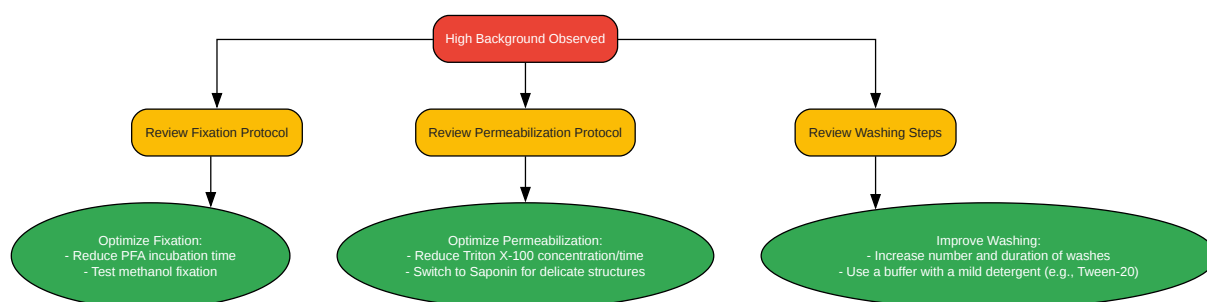 High Background Observed
Review Fixation Protocol
Review Permeabilization Protocol
Review Washing Steps
Optimize Fixation:
- Reduce PFA incubation time
- Test methanol fixation
Optimize Permeabilization:
- Reduce Triton X-100 concentration/time
- Switch to Saponin for delicate structures
Improve Washing:
- Increase number and duration of washes
- Use a buffer with a mild detergent (e.g., Tween-20)